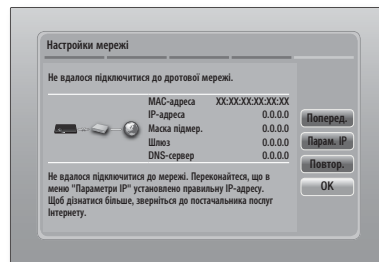 Настройки мережі
Не вдалося підключитися до дротової мережі.
MAC-адреса XX:XX:XX:XX:XX:XX
IP-адреса 0.0.0.0
Маска підмер. 0.0.0.0
Шлюз 0.0.0.0
DNS-сервер 0.0.0.0
Поперед.
Парам. IP
Повтор.
OK
Не вдалося підключитися до мережі. Переконайтеся, що в
меню "Параметри IP" установлено правильну IP-адресу.
Щоб дізнатися більше, зверніться до постачальника послуг
Інтернету.